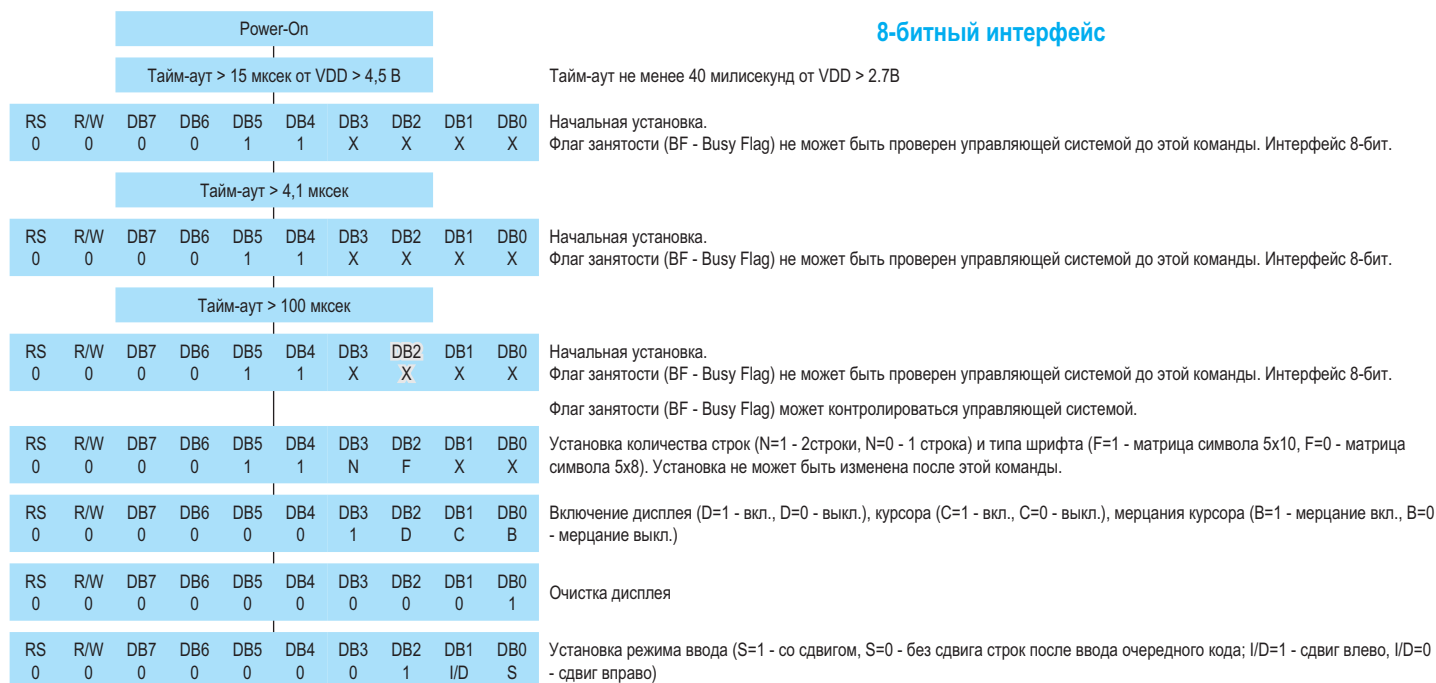 Power-On
8-битный интерфейс
Тайм-аут > 15 мксек от VDD > 4,5 В
Тайм-аут не менее 40 милисекунд от VDD > 2.7В
RS R/W DB7 DB6 DB5 DB4 DB3 DB2 DB1 DB0
0 0 0 0 1 1 X X X X
Начальная установка.
Флаг занятости (BF - Busy Flag) не может быть проверен управляющей системой до этой команды. Интерфейс 8-бит.
Тайм-аут > 4,1 мксек
RS R/W DB7 DB6 DB5 DB4 DB3 DB2 DB1 DB0
0 0 0 0 1 1 X X X X
Начальная установка.
Флаг занятости (BF - Busy Flag) не может быть проверен управляющей системой до этой команды. Интерфейс 8-бит.
Тайм-аут > 100 мксек
RS R/W DB7 DB6 DB5 DB4 DB3 DB2 DB1 DB0
0 0 0 0 1 1 X X X X
Начальная установка.
Флаг занятости (BF - Busy Flag) не может быть проверен управляющей системой до этой команды. Интерфейс 8-бит.
Флаг занятости (BF - Busy Flag) может контролироваться управляющей системой.
RS R/W DB7 DB6 DB5 DB4 DB3 DB2 DB1 DB0
0 0 0 0 1 1 N F X X
Установка количества строк (N=1 - 2строки, N=0 - 1 строка) и типа шрифта (F=1 - матрица символа 5x10, F=0 - матрица
символа 5x8). Установка не может быть изменена после этой команды.
RS R/W DB7 DB6 DB5 DB4 DB3 DB2 DB1 DB0
0 0 0 0 0 0 1 D C B
Включение дисплея (D=1 - вкл., D=0 - выкл.), курсора (C=1 - вкл., C=0 - выкл.), мерцания курсора (B=1 - мерцание вкл., B=0
- мерцание выкл.)
RS R/W DB7 DB6 DB5 DB4 DB3 DB2 DB1 DB0
0 0 0 0 0 0 0 0 0 1
Очистка дисплея
RS R/W DB7 DB6 DB5 DB4 DB3 DB2 DB1 DB0
0 0 0 0 0 0 0 1 I/D S
Установка режима ввода (S=1 - со сдвигом, S=0 - без сдвига строк после ввода очередного кода; I/D=1 - сдвиг влево, I/D=0
- сдвиг вправо)